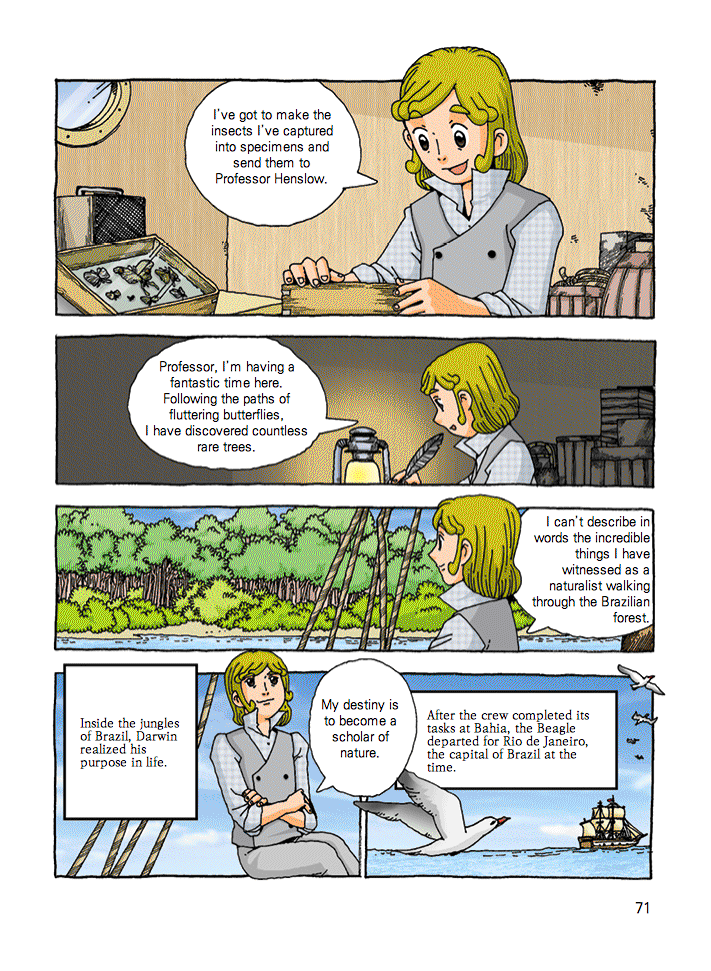 I've got to make the
insects I've captured
into specimens and
send them to
Professor Henslow.
Professor, I'm having a
fantastic time here.
Following the paths of
fluttering butterflies,
I have discovered countless
rare trees.
I can't describe in
words the incredible
things I have
witnessed as a
naturalist walking
through the Brazilian
forest.
Inside the jungles
of Brazil, Darwin
realized his
purpose in life.
My destiny is
to become a
scholar of
nature.
After the crew completed its
tasks at Bahia, the Beagle
departed for Rio de Janeiro,
the capital of Brazil at the
time.
71